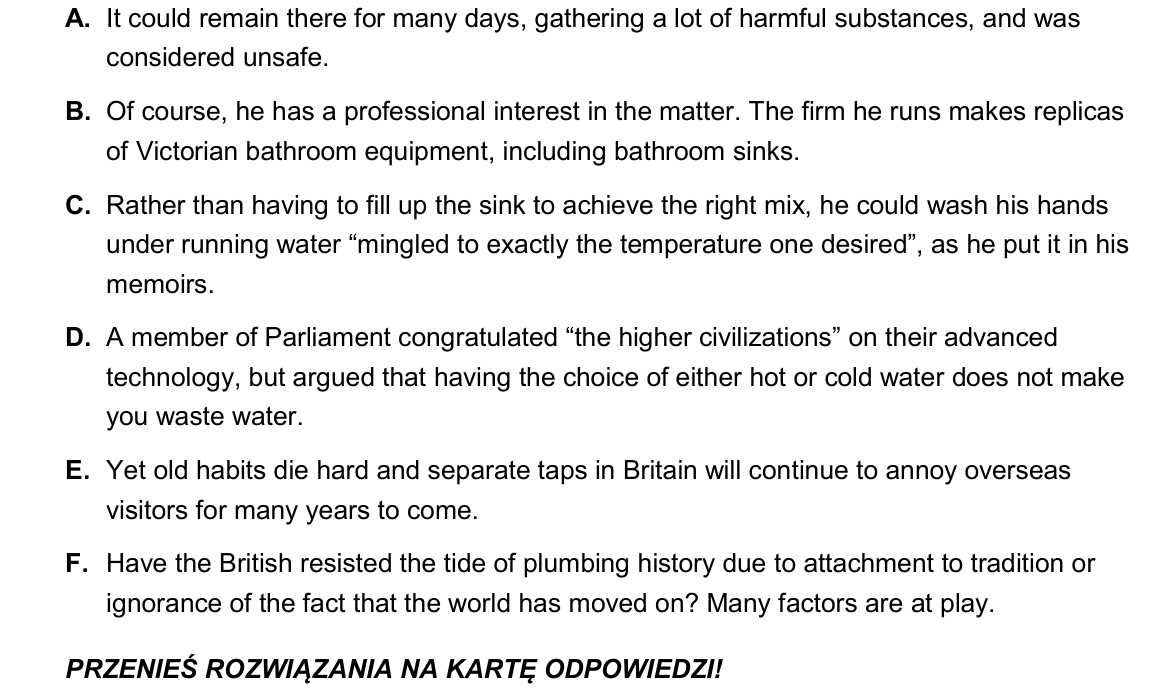 A. It could remain there for many days, gathering a lot of harmful substances, and was
considered unsafe.
B. Of course, he has a professional interest in the matter. The firm he runs makes replicas
of Victorian bathroom equipment, including bathroom sinks.
C. Rather than having to fill up the sink to achieve the right mix, he could wash his hands
under running water “mingled to exactly the temperature one desired”, as he put it in his
memoirs.
D. A member of Parliament congratulated “the higher civilizations” on their advanced
technology, but argued that having the choice of either hot or cold water does not make
you waste water.
E. Yet old habits die hard and separate taps in Britain will continue to annoy overseas
visitors for many years to come.
F. Have the British resisted the tide of plumbing history due to attachment to tradition or
ignorance of the fact that the world has moved on? Many factors are at play.
PRZENIEŚ ROZWIĄZANIA NA KARTĘ ODPOWIEDZI!